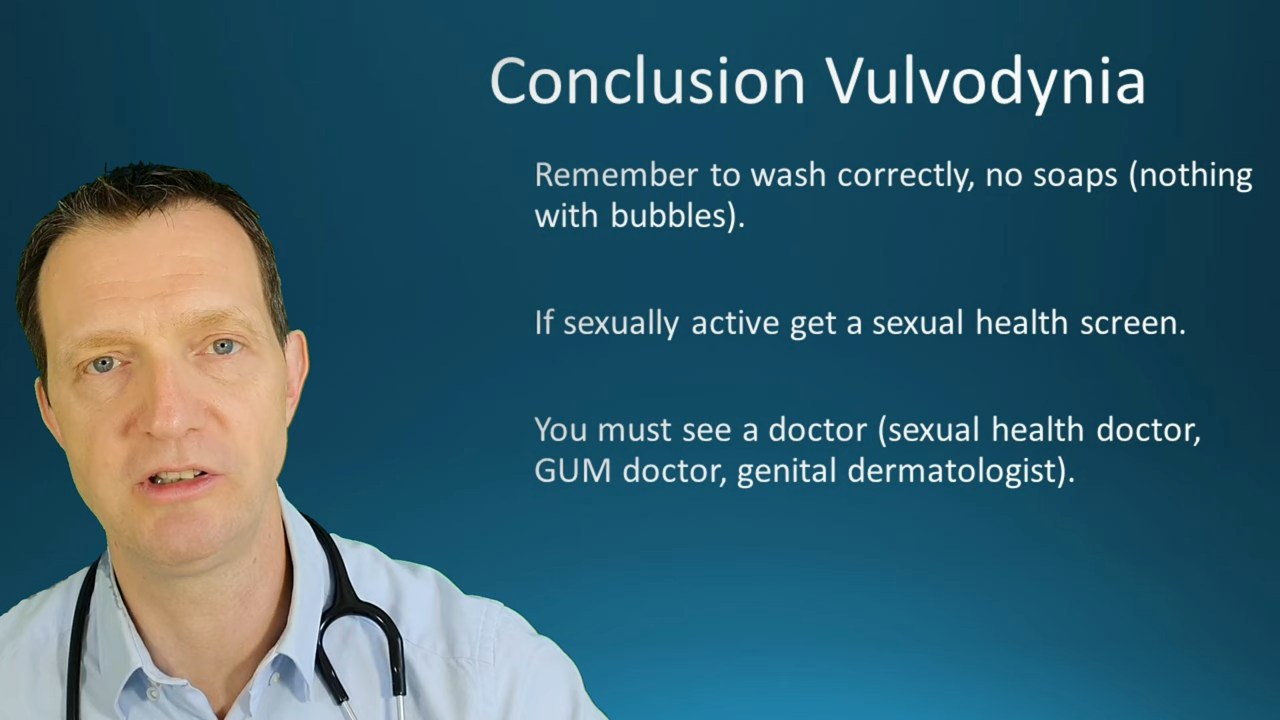 Conclusion Vulvodynia
Remember to wash correctly, no soaps (nothing
with bubbles).
If sexually active get a sexual health screen.
You must see a doctor (sexual health doctor,
GUM doctor, genital dermatologist).